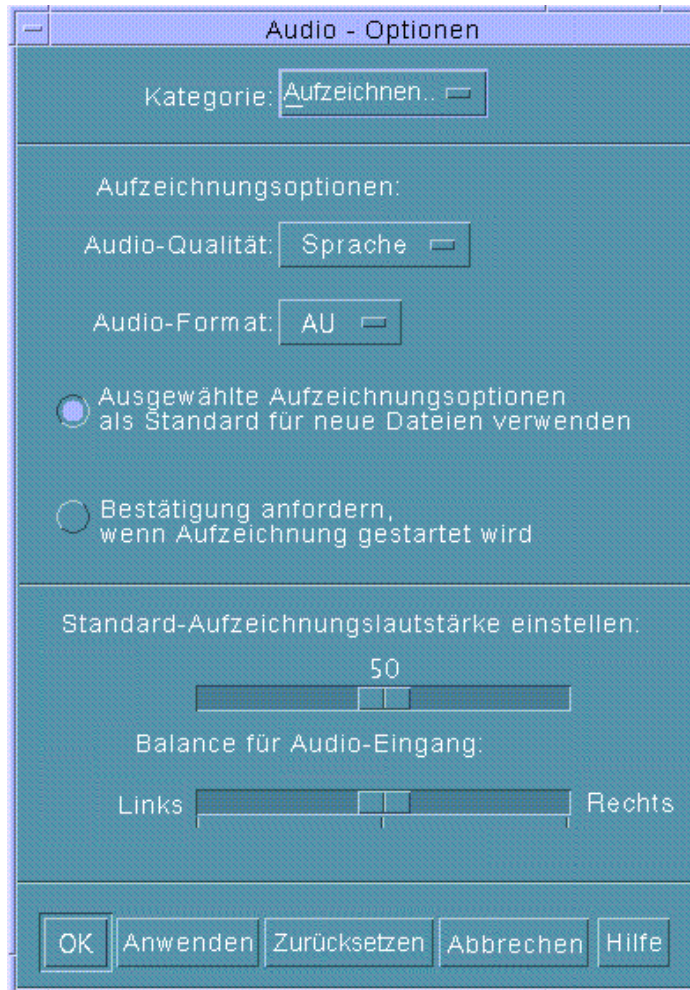 Audio - Optionen
Kategorie: Aufzeichnen..
Aufzeichnungsoptionen:
Audio-Qualität: Sprache
Audio-Format: AU
Ausgewählte Aufzeichnungsoptionen
als Standard für neue Dateien verwenden
Bestätigung anfordern,
wenn Aufzeichnung gestartet wird
Standard-Aufzeichnungslautstärke einstellen:
50
Balance für Audio-Eingang:
Links Rechts
OK Anwenden Zurücksetzen Abbrechen Hilfe